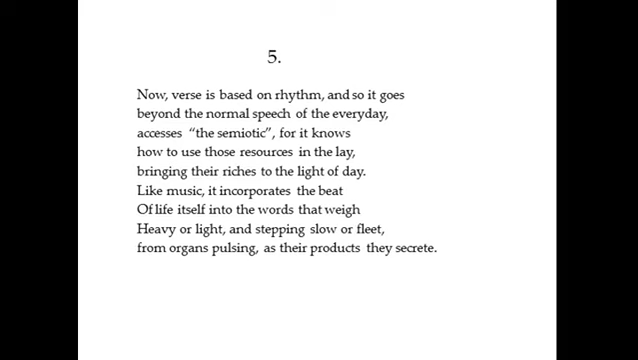 5.
Now, verse is based on rhythm, and so it goes
beyond the normal speech of the everyday,
accesses “the semiotic”, for it knows
how to use those resources in the lay,
bringing their riches to the light of day.
Like music, it incorporates the beat
Of life itself into the words that weigh
Heavy or light, and stepping slow or fleet,
from organs pulsing, as their products they secrete.